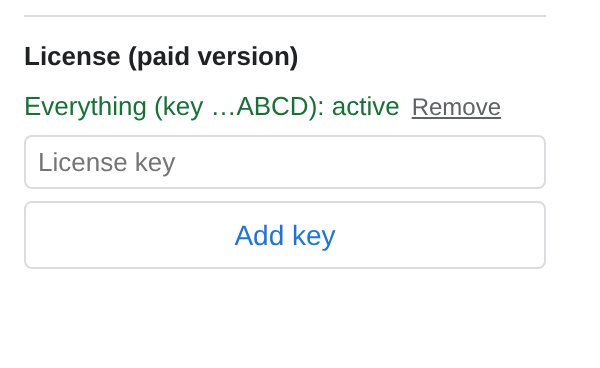 License (paid version)
Everything (key …ABCD): active Remove
License key
Add key